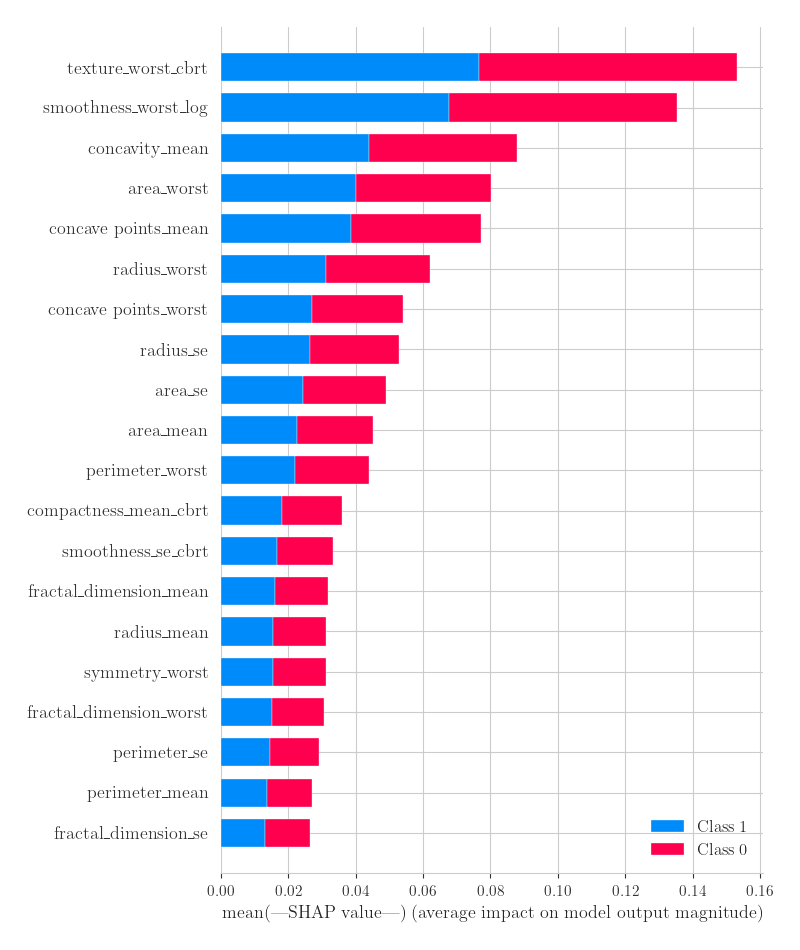 texture_worst_cbrt
smoothness_worst_log
concavity_mean
area_worst
concave points_mean
radius_worst
concave points_worst
radius_se
area_se
area_mean
perimeter_worst
compactness_mean_cbrt
smoothness_se_cbrt
fractal_dimension_mean
radius_mean
symmetry_worst
fractal_dimension_worst
perimeter_se
perimeter_mean
fractal_dimension_se
Class 1
Class 0
0.00 0.02 0.04 0.06 0.08 0.10 0.12 0.14 0.16
mean(—SHAP value—) (average impact on model output magnitude)